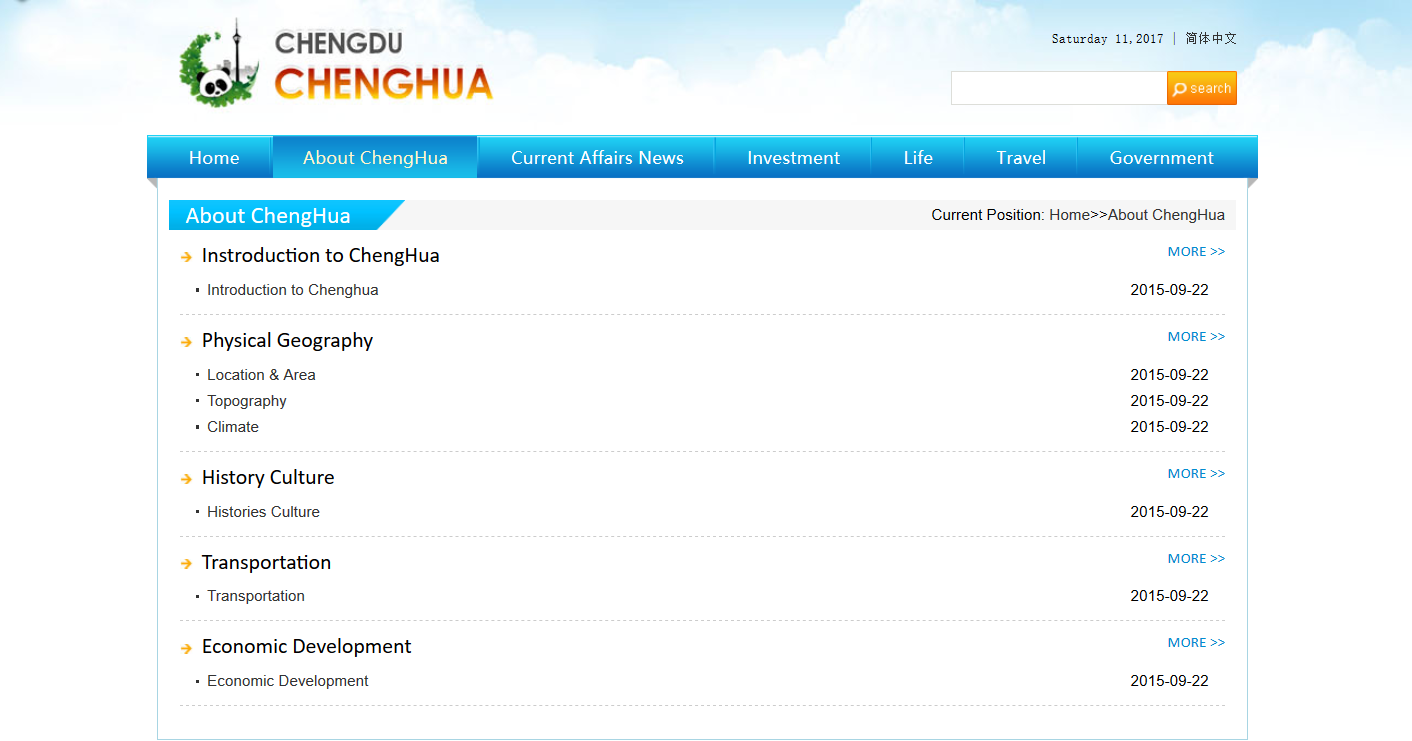 CHENGDU
CHENGHUA
Saturday 11,2017 | 简体中文
search
Home About ChengHua Current Affairs News Investment Life Travel Government
About ChengHua Current Position: Home>>About ChengHua
Instroduction to ChengHua MORE >>
Introduction to Chenghua 2015-09-22
Physical Geography MORE >>
Location & Area 2015-09-22
Topography 2015-09-22
Climate 2015-09-22
History Culture MORE >>
Histories Culture 2015-09-22
Transportation MORE >>
Transportation 2015-09-22
Economic Development MORE >>
Economic Development 2015-09-22